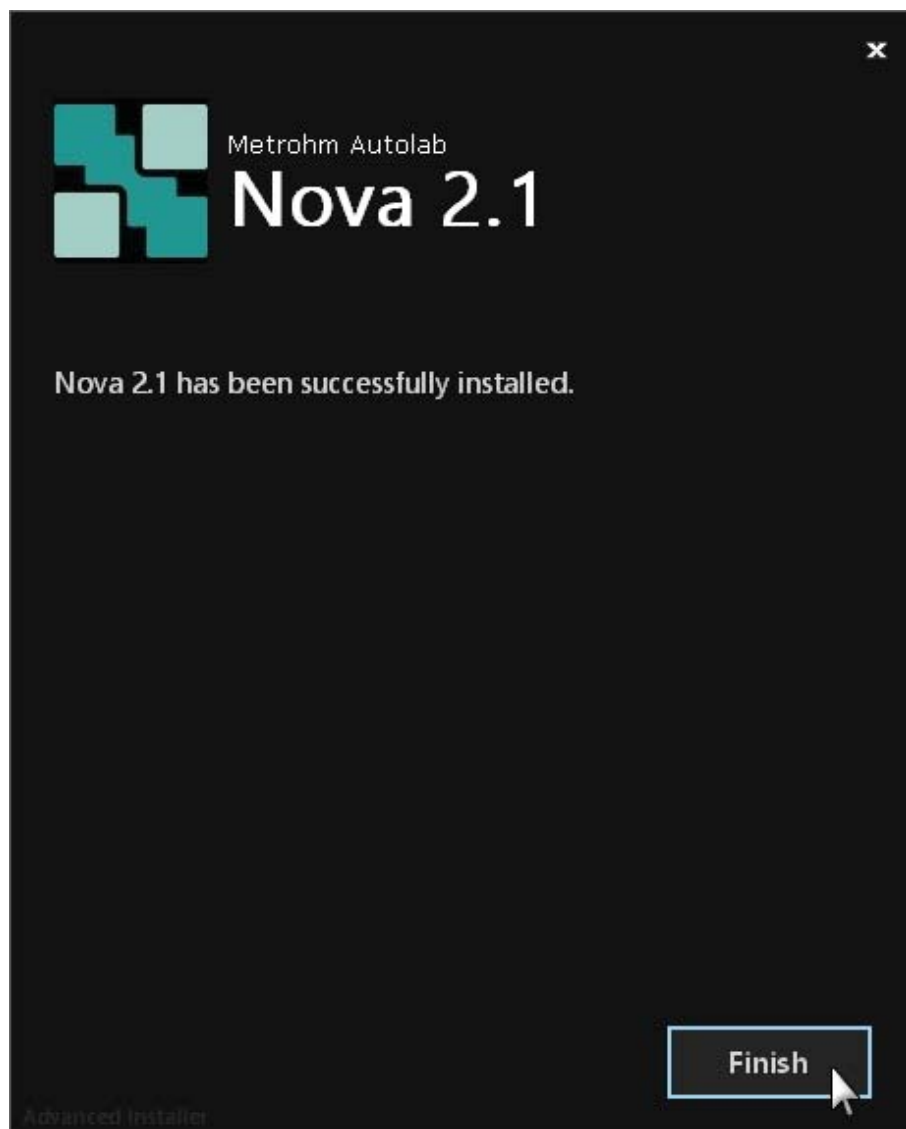 Metrohm Autolab
Nova 2.1
Nova 2.1 has been successfully installed.
Finish
Advanced Installer